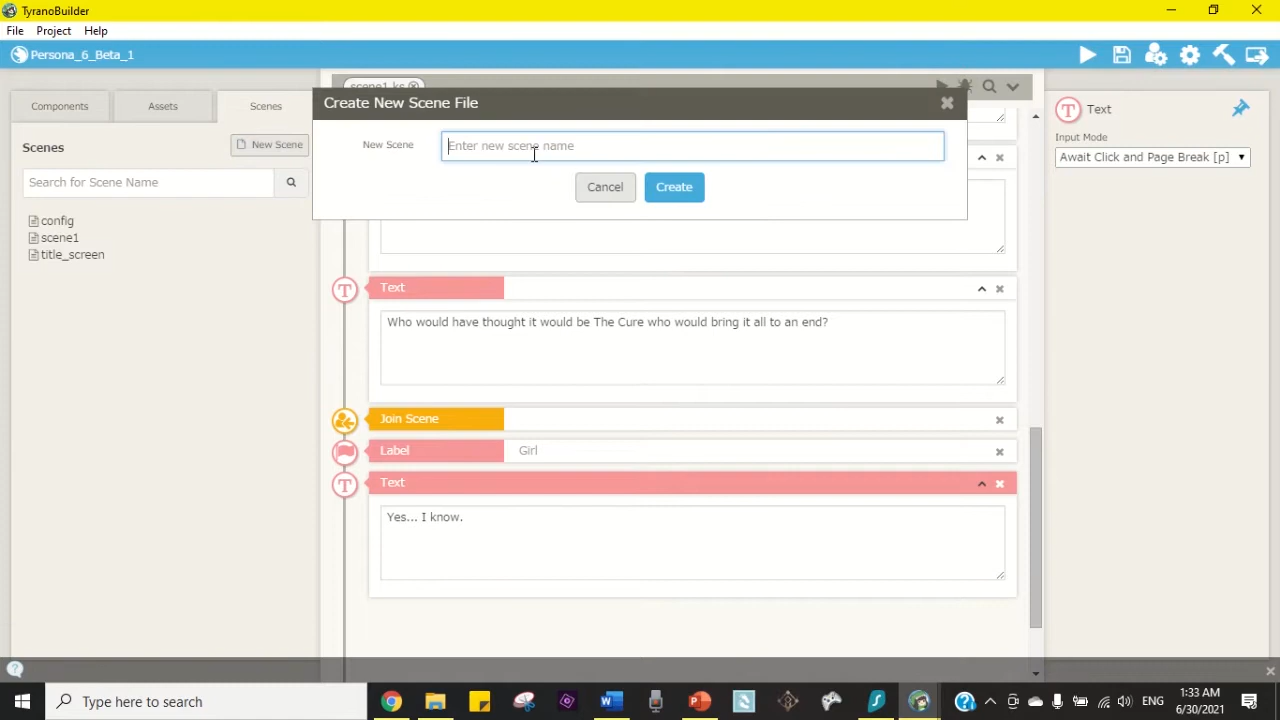 TyranoBuilder
File Project Help
Persona_6_Beta_1
Components
Assets
Scenes
Scenes
New Scene
Search for Scene Name
config
scene1
title_screen
scene1.ks
Create New Scene File
New Scene
Enter new scene name
Cancel
Create
Text
Who would have thought it would be The Cure who would bring it all to an end?
Join Scene
Label
Girl
Text
Yes... I know.
Text
Input Mode
Await Click and Page Break [p]
Type here to search
ENG
1:33 AM
6/30/2021